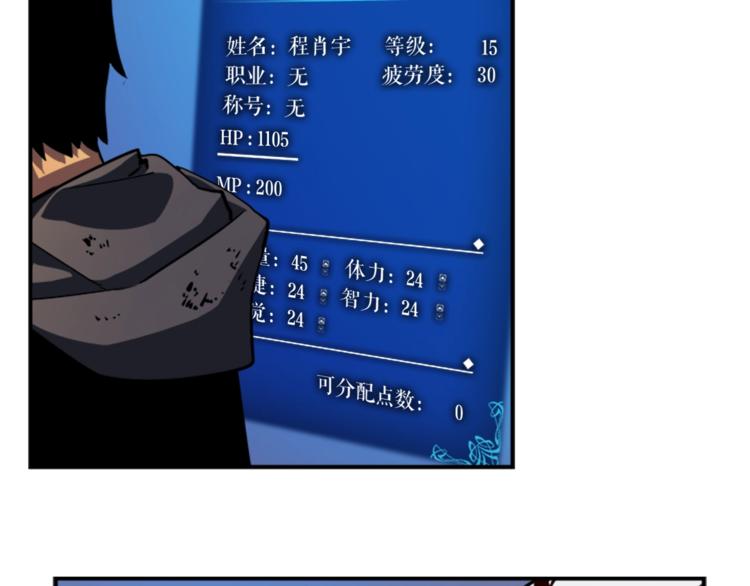 姓名: 程肖宇 等级: 15
职业: 无 疲劳度: 30
称号: 无
HP:1105
MP:200
量: 45 体力: 24
捷: 24 智力: 24
觉: 24
可分配点数: 0